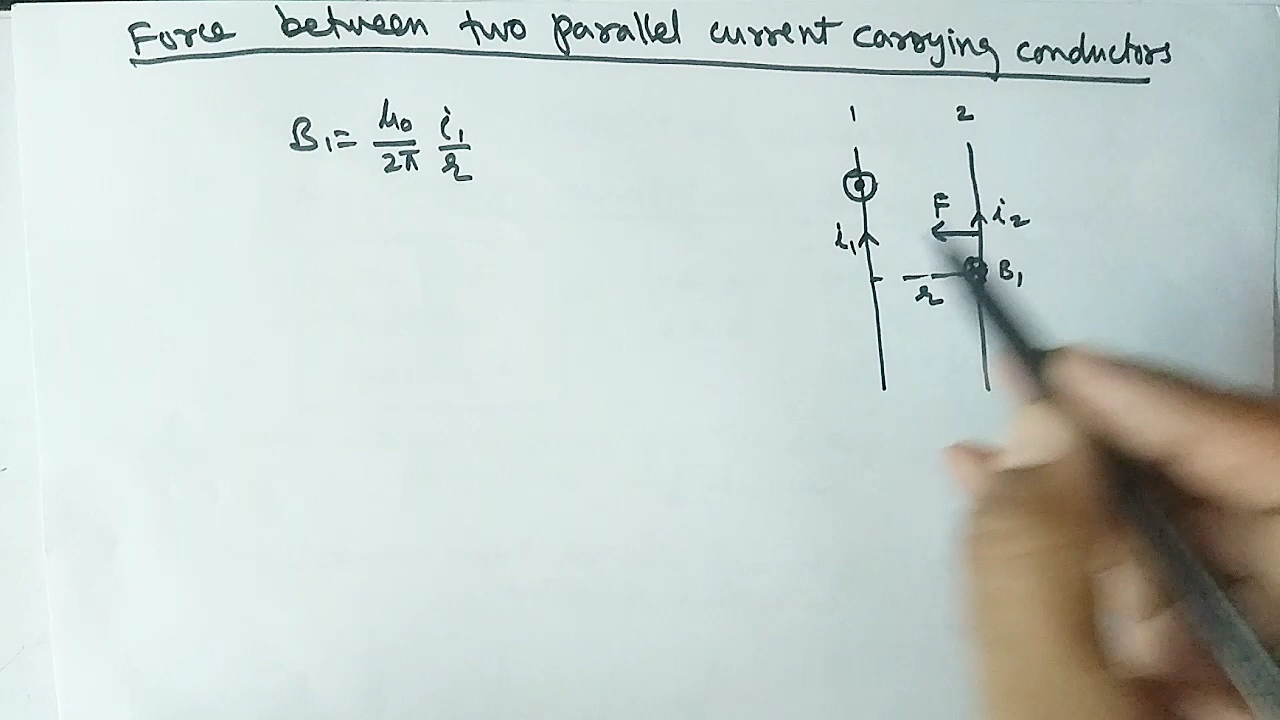 Force between two parallel current carrying conductors
B₁ = μ₀/2π i₁/r
1 2
F i₂
i₁
B₁
r